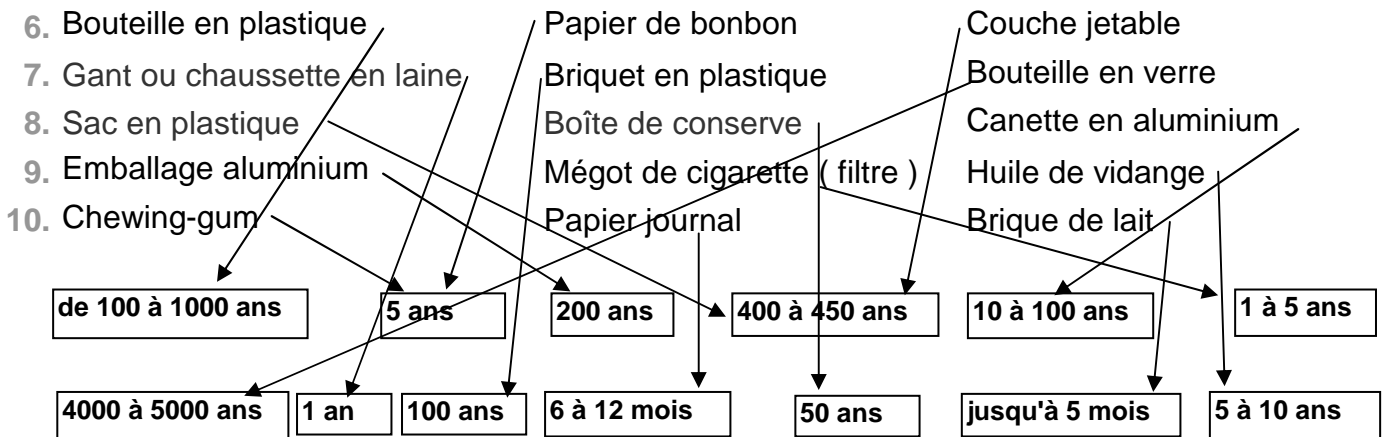 6. Bouteille en plastique Papier de bonbon Couche jetable
7. Gant ou chaussette en laine Briquet en plastique Bouteille en verre
8. Sac en plastique Boîte de conserve Canette en aluminium
9. Emballage aluminium Mégot de cigarette ( filtre ) Huile de vidange
10. Chewing-gum Papier journal Brique de lait
de 100 à 1000 ans 5 ans 200 ans 400 à 450 ans 10 à 100 ans 1 à 5 ans
4000 à 5000 ans 1 an 100 ans 6 à 12 mois 50 ans jusqu'à 5 mois 5 à 10 ans